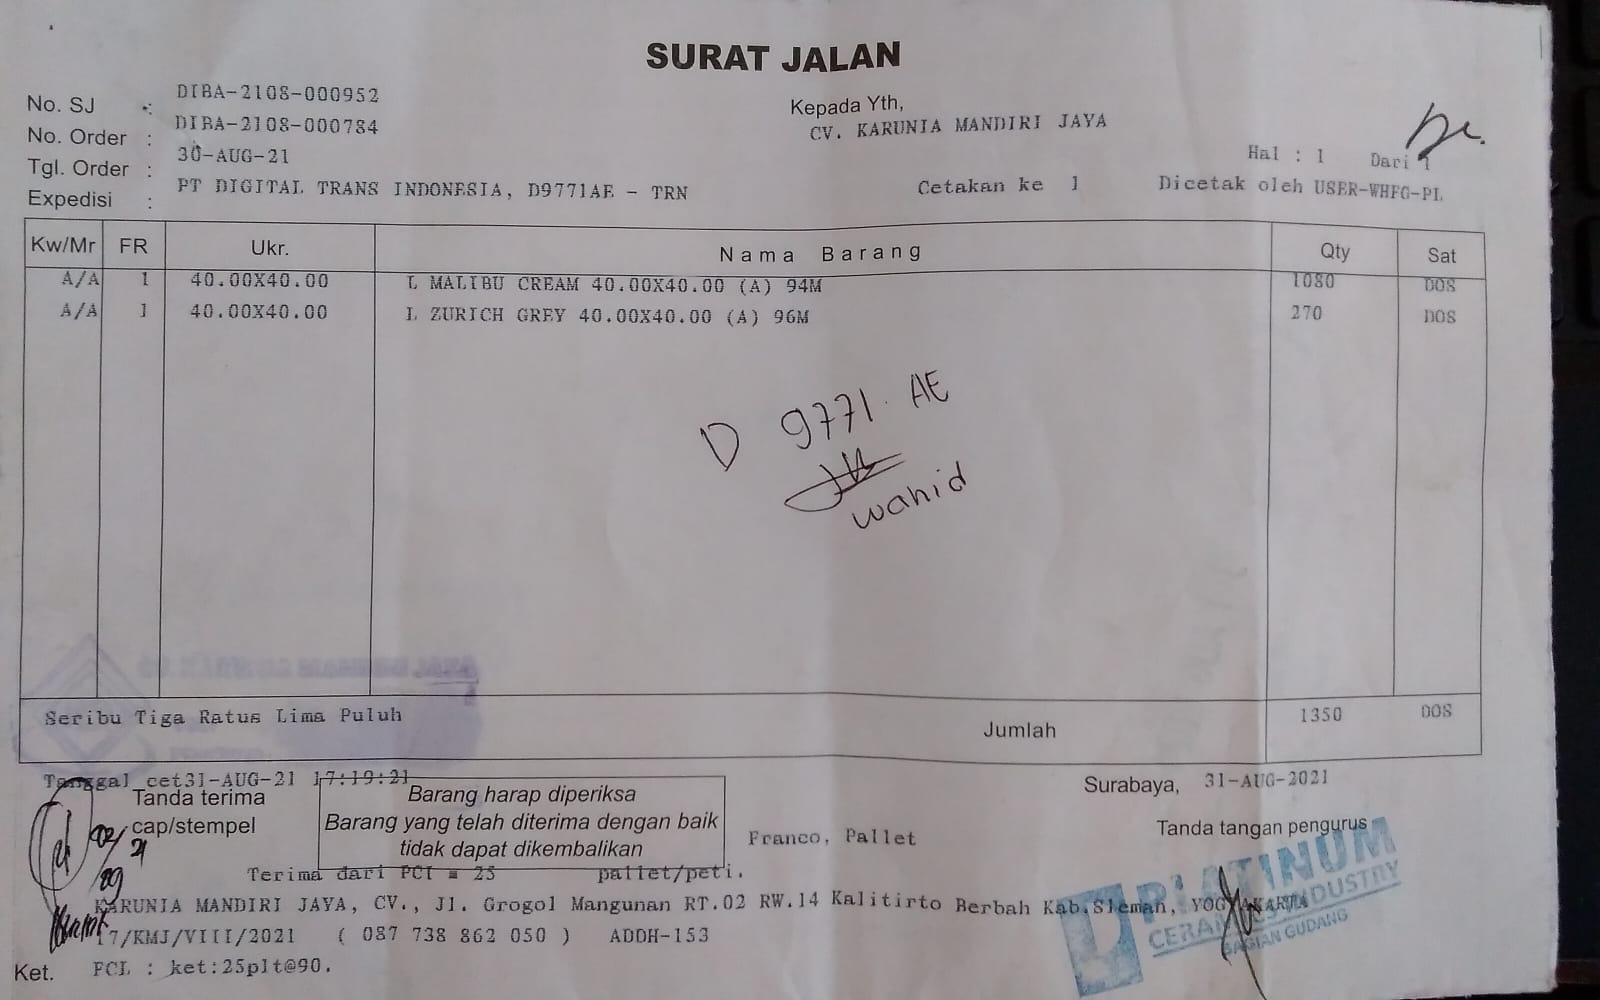 SURAT JALAN
No. SJ : DIBA-2108-000952
No. Order : DIBA-2108-000784
Tgl. Order : 30-AUG-21
Expedisi : PT DIGITAL TRANS INDONESIA, D9771AE - TRN
Kepada Yth,
CV. KARUNIA MANDIRI JAYA
Hal : 1 Dari 1
Cetakan ke 1 Dicetak oleh USER-WHFG-PL
Kw/Mr FR Ukr. Nama Barang Qty Sat
A/A 1 40.00X40.00 L MALIBU CREAM 40.00X40.00 (A) 94M 1080 DOS
A/A 1 40.00X40.00 L ZURICH GREY 40.00X40.00 (A) 96M 270 DOS
D 9771 AE
wahid
Seribu Tiga Ratus Lima Puluh Jumlah 1350 DOS
Tanggal cet31-AUG-21 17:19:21
Surabaya, 31-AUG-2021
Tanda terima
cap/stempel
Barang harap diperiksa
Barang yang telah diterima dengan baik
tidak dapat dikembalikan
Franco, Pallet
Tanda tangan pengurus
02/09 21
Terima dari PCI = 25 pallet/peti.
KARUNIA MANDIRI JAYA, CV., Jl. Grogol Mangunan RT.02 RW.14 Kalitirto Berbah Kab.Sleman, YOGYAKARTA
17/KMJ/VIII/2021 ( 087 738 862 050 ) ADDH-153
Ket. FCL : ket:25plt@90.
PLATINUM
CERAMICS INDUSTRY
BAGIAN GUDANG